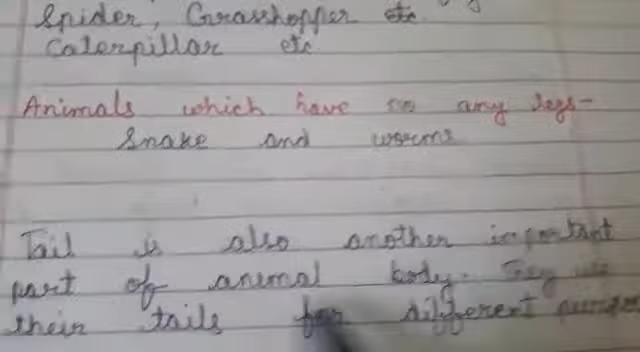 Spider, Grasshopper etc
Caterpillar etc
Animals which have no any legs-
Snake and worms
Tail is also another important
part of animal body. They use
their tails for different